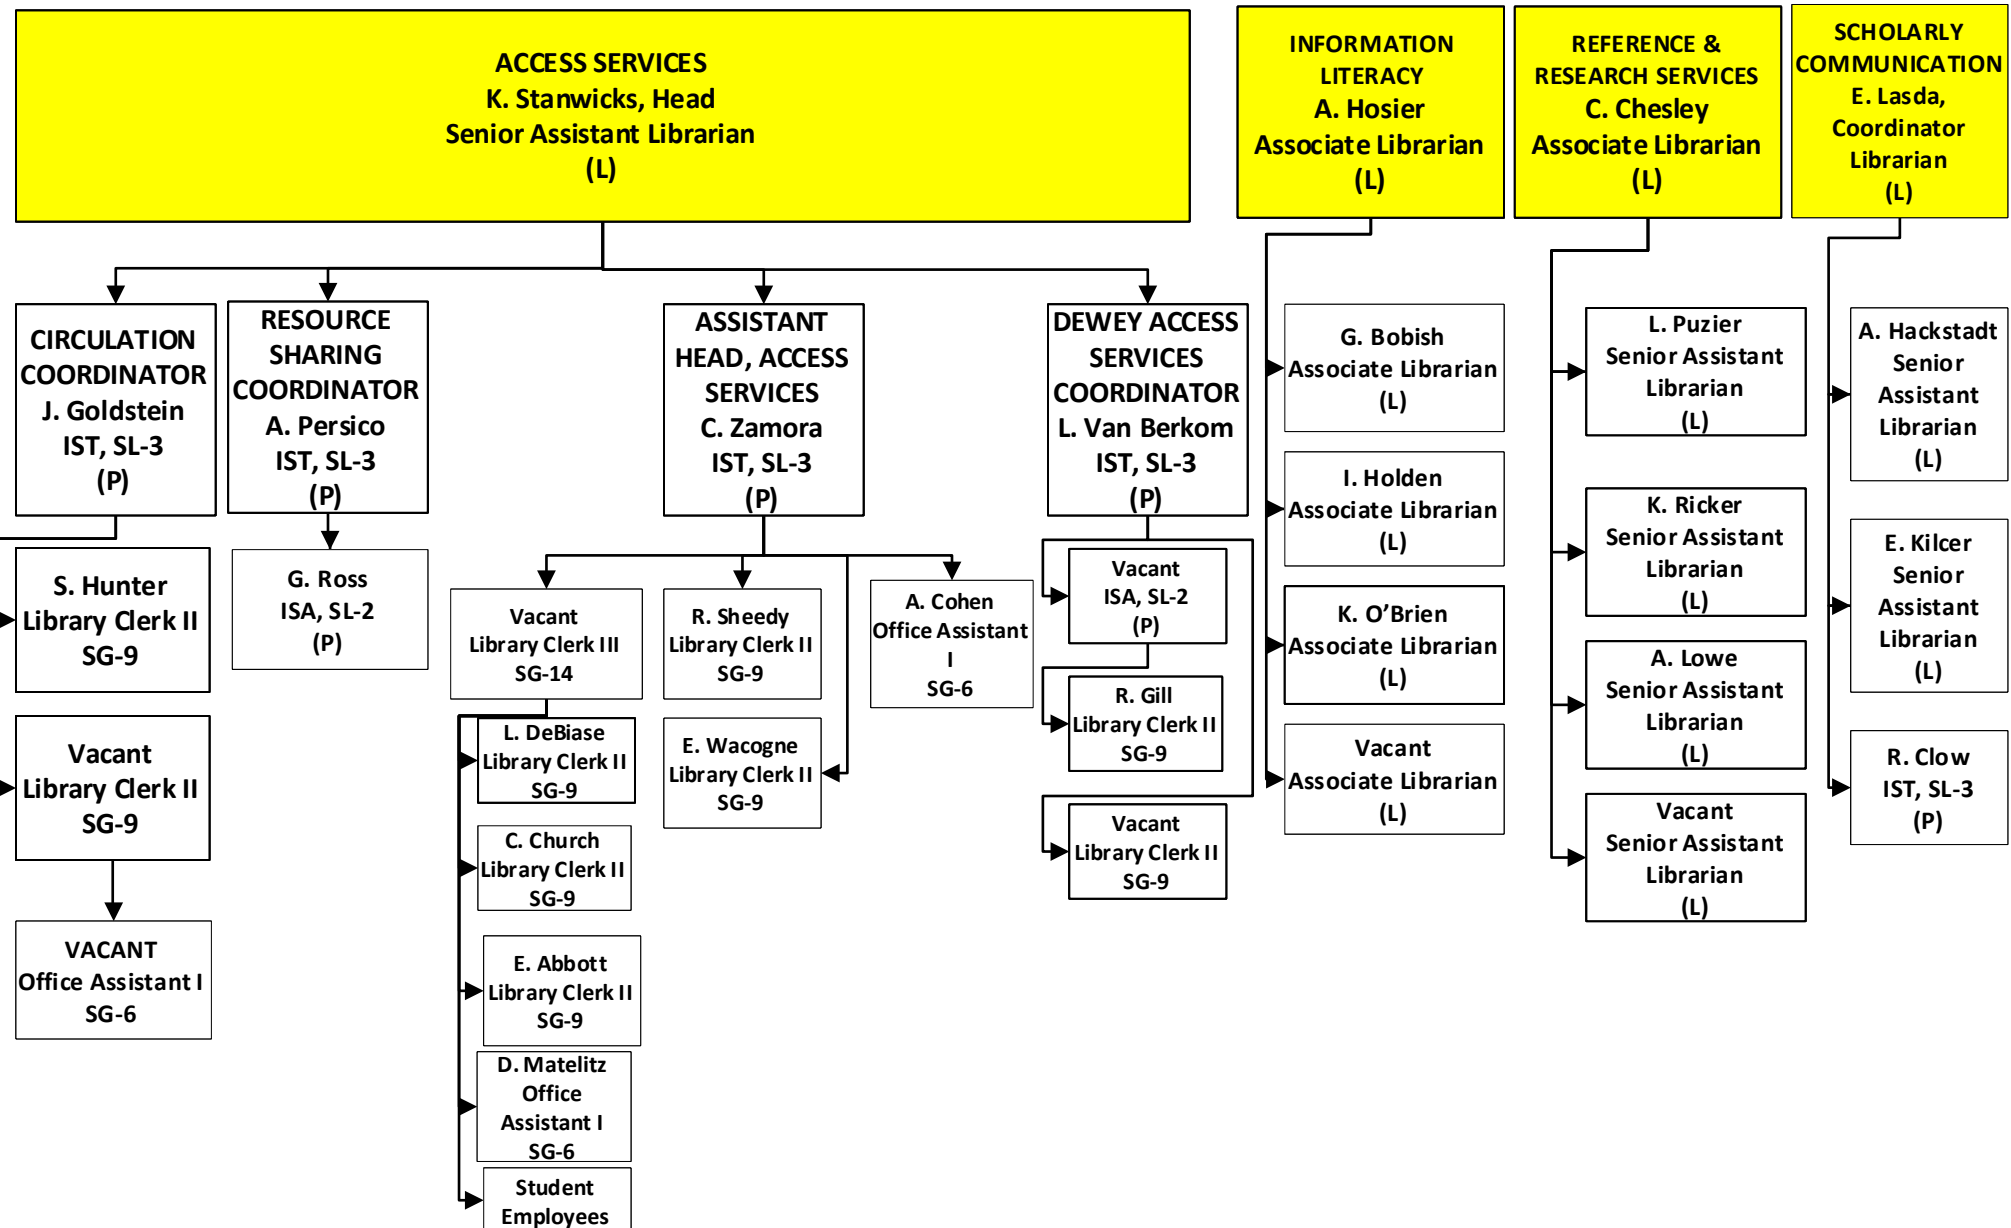 ACCESS SERVICES
K. Stanwicks, Head
Senior Assistant Librarian
(L)
INFORMATION
LITERACY
A. Hosier
Associate Librarian
(L)
REFERENCE &
RESEARCH SERVICES
C. Chesley
Associate Librarian
(L)
SCHOLARLY
COMMUNICATION
E. Lasda,
Coordinator
Librarian
(L)
CIRCULATION
COORDINATOR
J. Goldstein
IST, SL-3
(P)
RESOURCE
SHARING
COORDINATOR
A. Persico
IST, SL-3
(P)
ASSISTANT
HEAD, ACCESS
SERVICES
C. Zamora
IST, SL-3
(P)
DEWEY ACCESS
SERVICES
COORDINATOR
L. Van Berkom
IST, SL-3
(P)
S. Hunter
Library Clerk II
SG-9
Vacant
Library Clerk II
SG-9
VACANT
Office Assistant I
SG-6
G. Ross
ISA, SL-2
(P)
Vacant
Library Clerk III
SG-14
L. DeBiase
Library Clerk II
SG-9
C. Church
Library Clerk II
SG-9
E. Abbott
Library Clerk II
SG-9
D. Matelitz
Office
Assistant I
SG-6
Student
Employees
R. Sheedy
Library Clerk II
SG-9
E. Wacogne
Library Clerk II
SG-9
A. Cohen
Office Assistant
I
SG-6
Vacant
ISA, SL-2
(P)
R. Gill
Library Clerk II
SG-9
Vacant
Library Clerk II
SG-9
G. Bobish
Associate Librarian
(L)
I. Holden
Associate Librarian
(L)
K. O’Brien
Associate Librarian
(L)
Vacant
Associate Librarian
(L)
L. Puzier
Senior Assistant
Librarian
(L)
K. Ricker
Senior Assistant
Librarian
(L)
A. Lowe
Senior Assistant
Librarian
(L)
Vacant
Senior Assistant
Librarian
(L)
A. Hackstadt
Senior
Assistant
Librarian
(L)
E. Kilcer
Senior
Assistant
Librarian
(L)
R. Clow
IST, SL-3
(P)